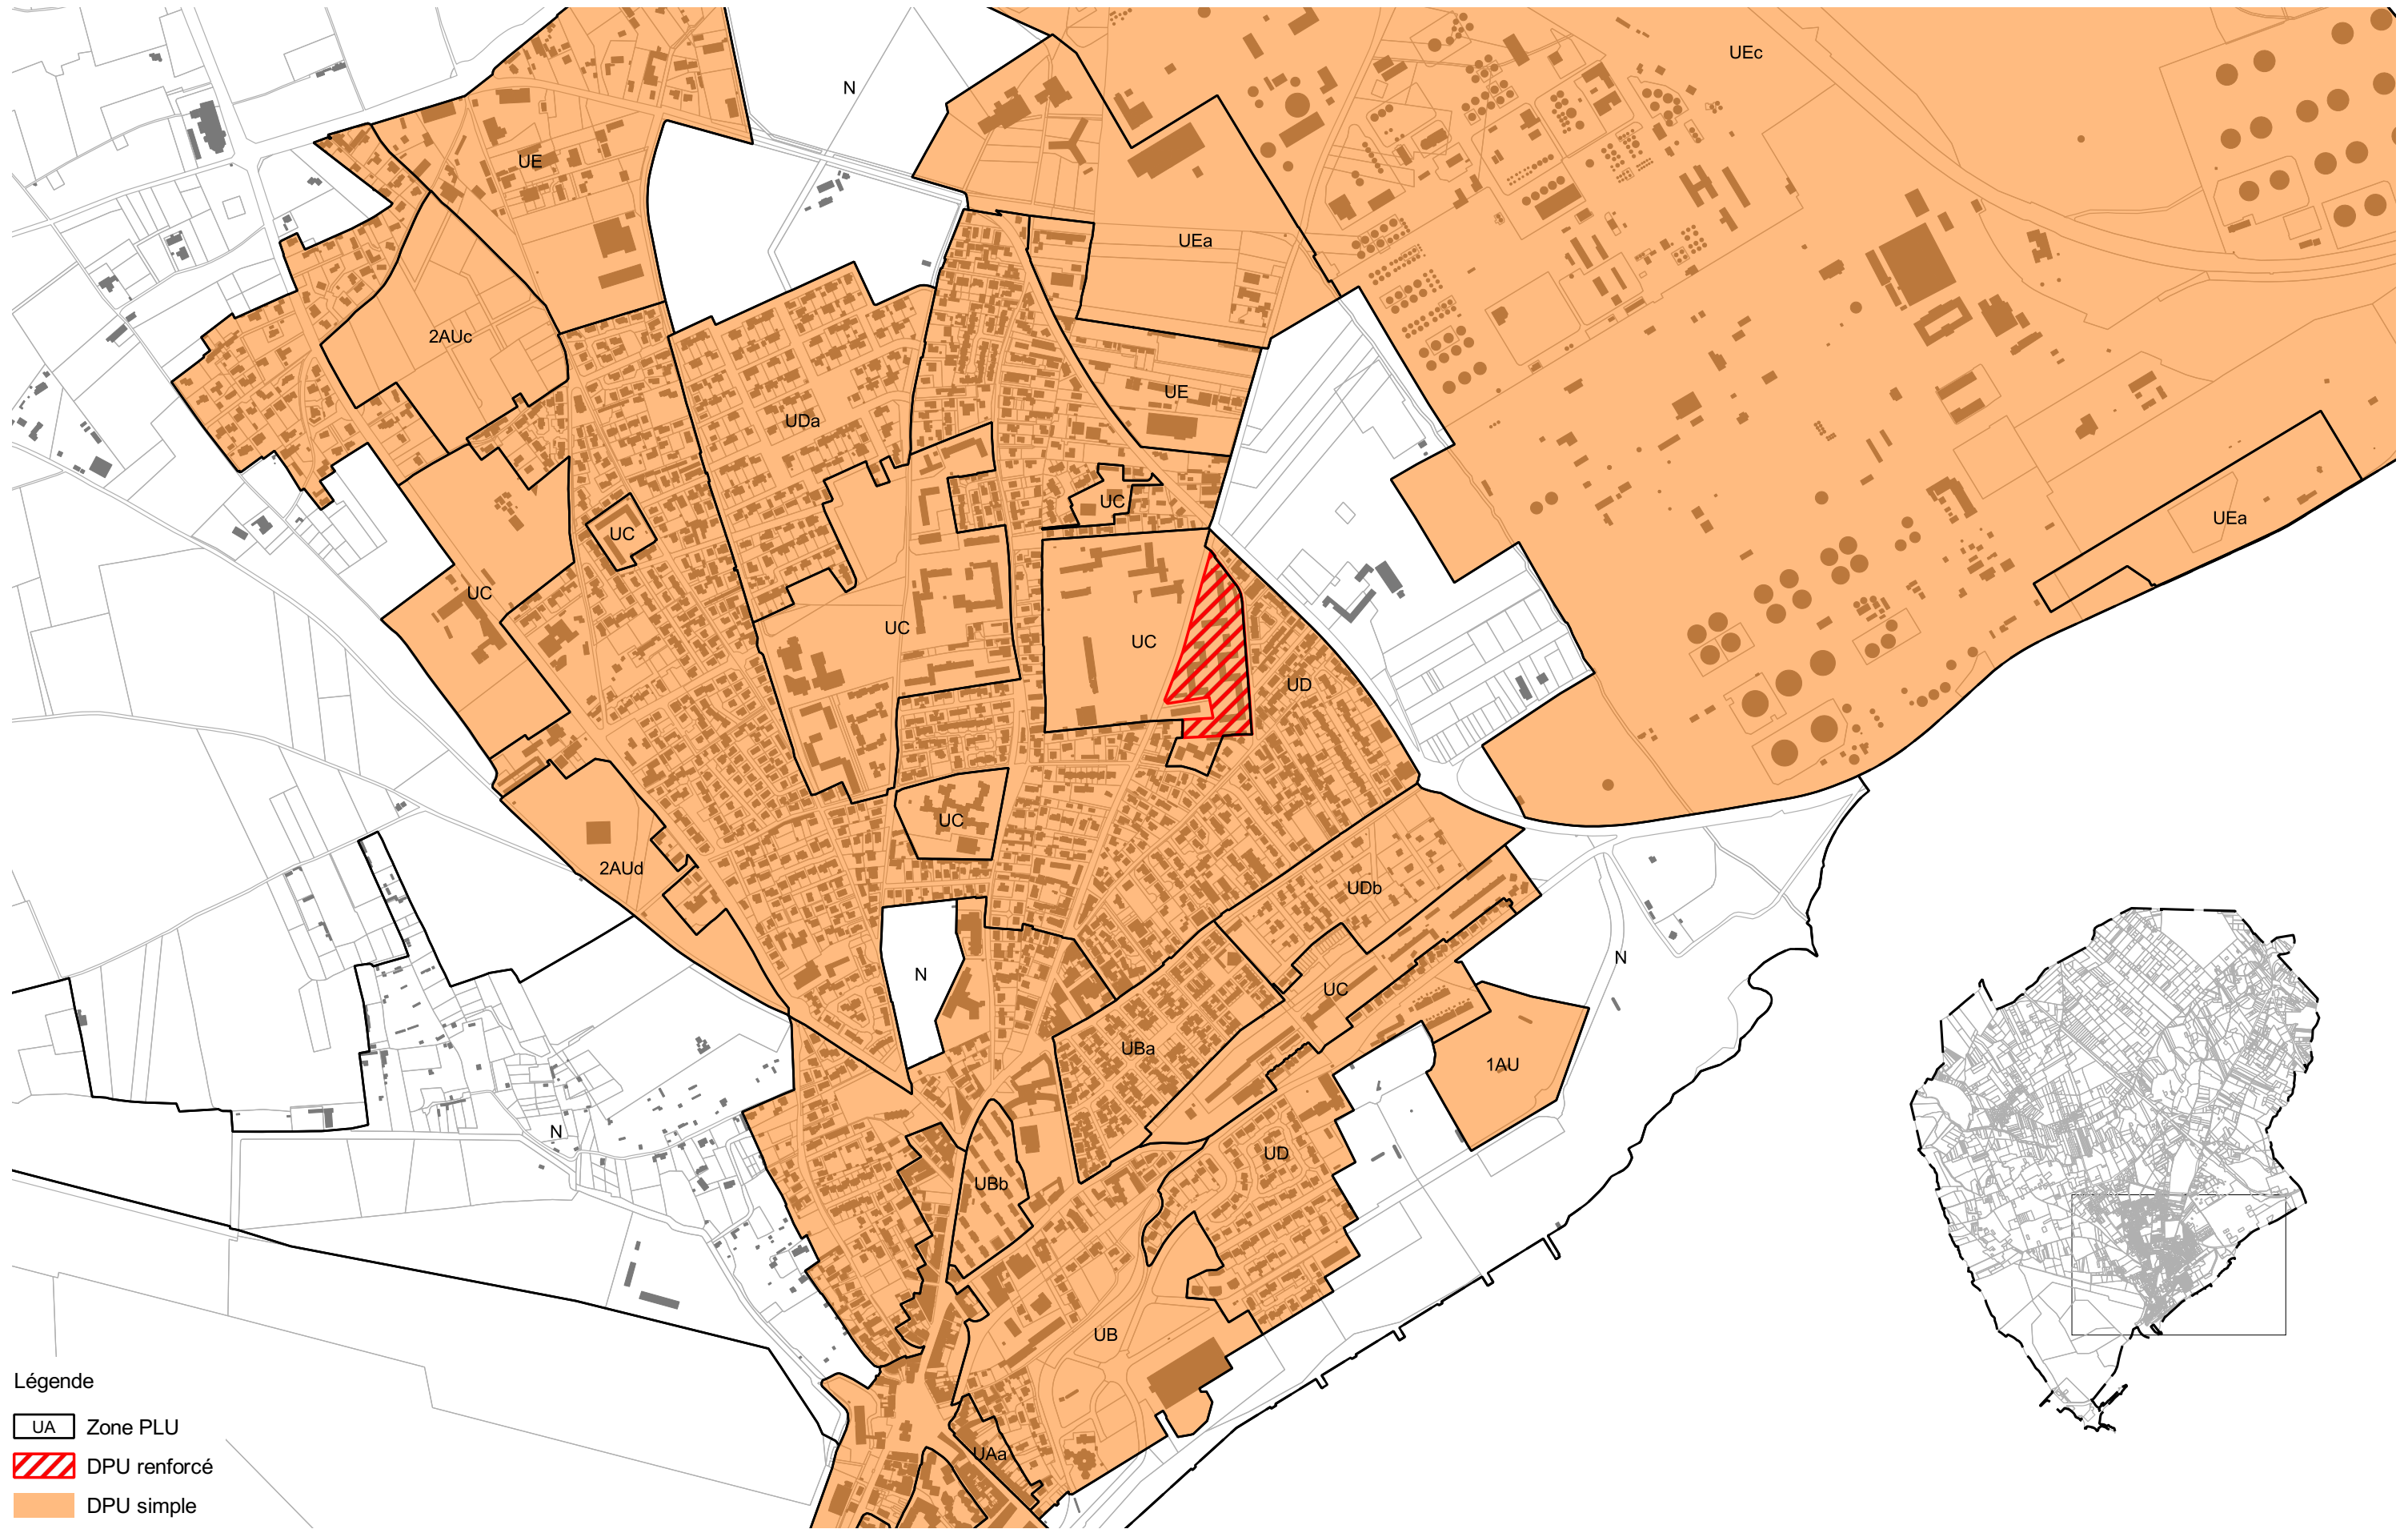 UEc
N
UE
UEa
2AUc
UE
UDa
UC
UEa
UC
UC
UC
UC
UD
UC
2AUd
UDb
N
N
UC
UBa
1AU
N
UD
UBb
UB
UAa
Légende
UA Zone PLU
DPU renforcé
DPU simple